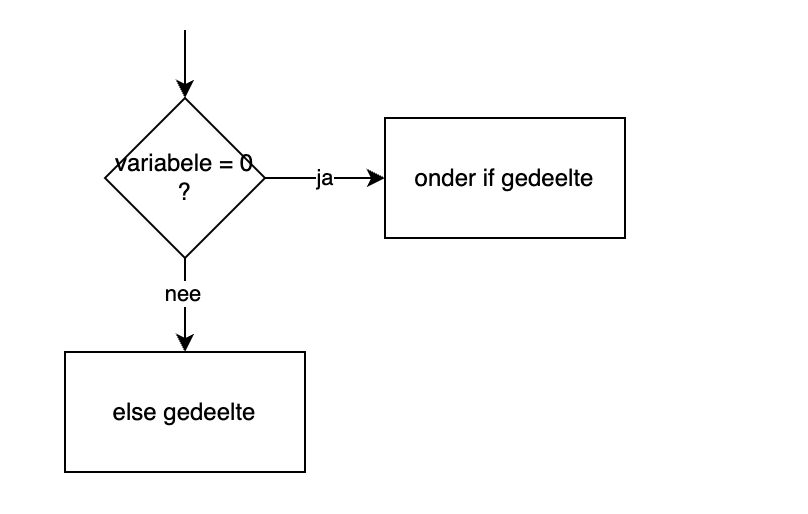 variabele = 0
?
ja
onder if gedeelte
nee
else gedeelte